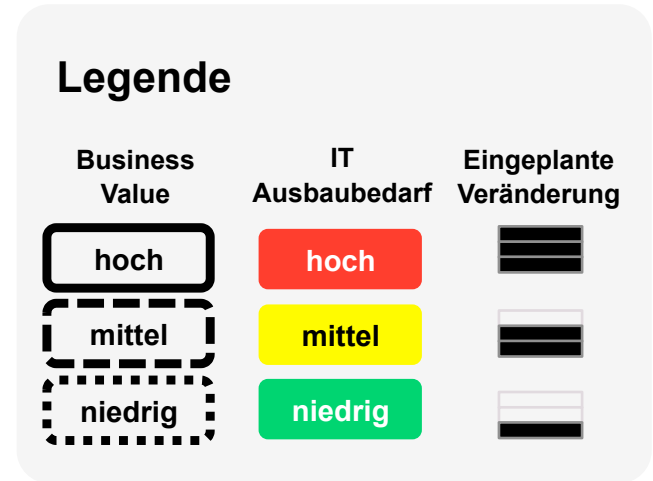 Legende
Business
Value
IT
Ausbaubedarf
Eingeplante
Veränderung
hoch
hoch
mittel
mittel
niedrig
niedrig